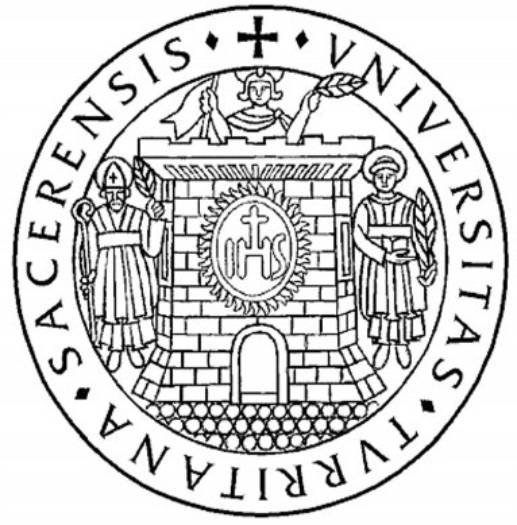 ✝ VNIVERSITAS · TVRRITANA · SACERENSIS
IHS